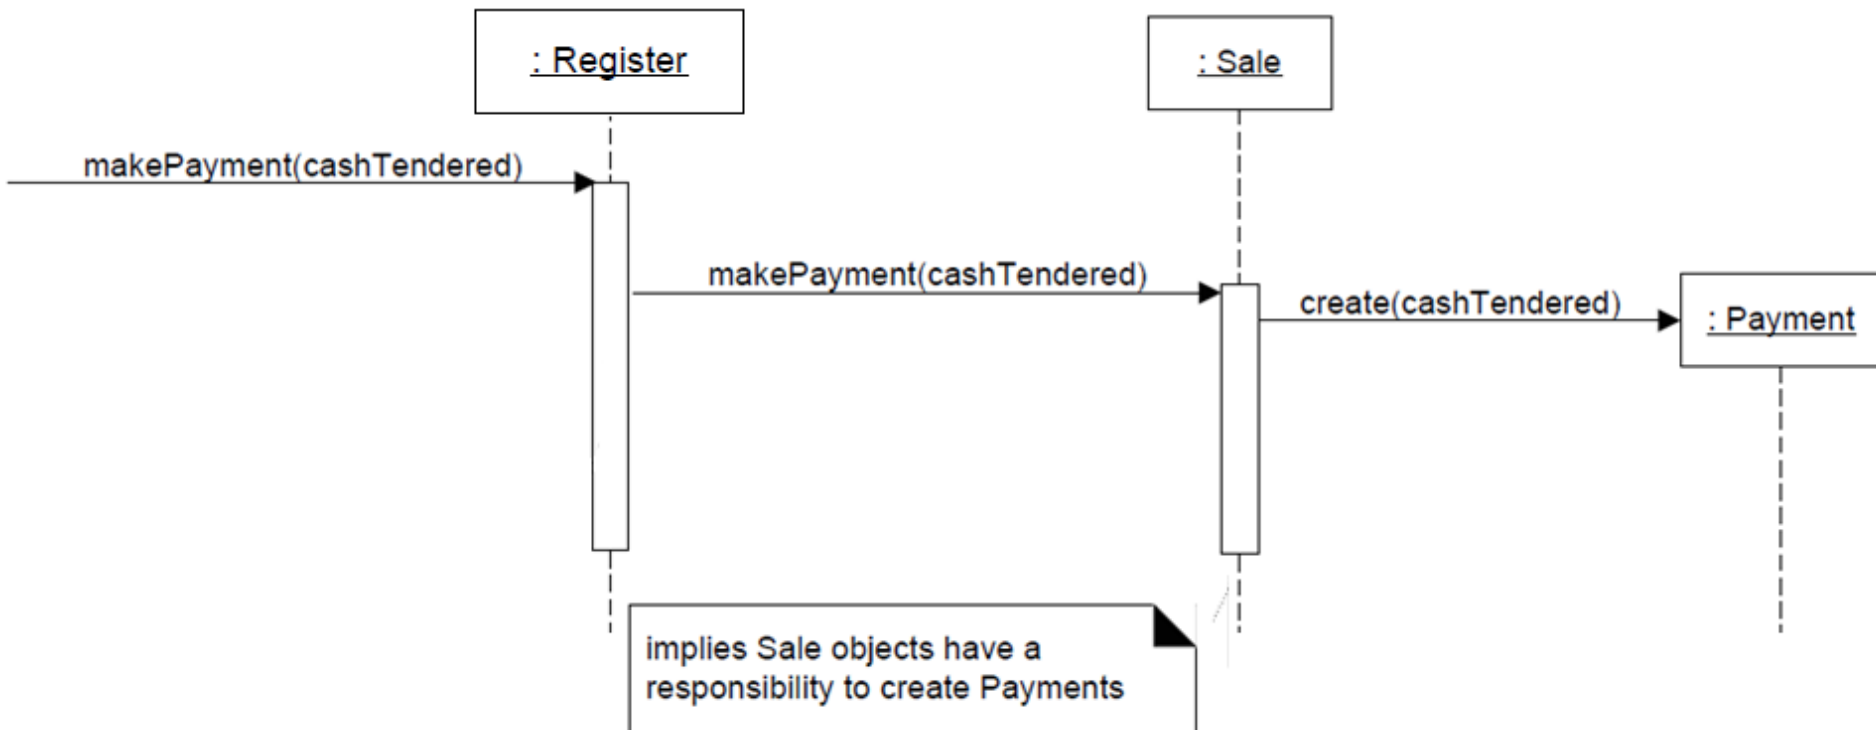 : Register
: Sale
makePayment(cashTendered)
makePayment(cashTendered)
create(cashTendered)
: Payment
implies Sale objects have a
responsibility to create Payments